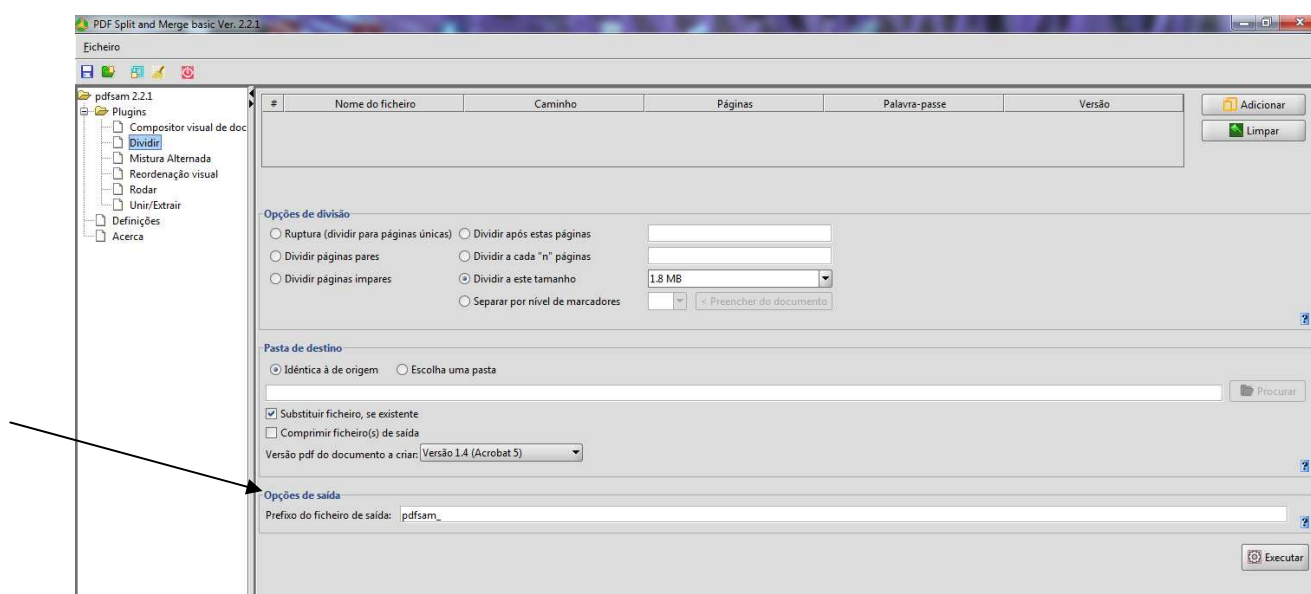 PDF Split and Merge basic Ver. 2.2.1
Ficheiro
pdfsam 2.2.1
Plugins
Compositor visual de doc
Dividir
Mistura Alternada
Reordenação visual
Rodar
Unir/Extrair
Definições
Acerca
# Nome do ficheiro Caminho Páginas Palavra-passe Versão
Adicionar
Limpar
Opções de divisão
Ruptura (dividir para páginas únicas) Dividir após estas páginas
Dividir páginas pares Dividir a cada "n" páginas
Dividir páginas impares Dividir a este tamanho 1.8 MB
Separar por nível de marcadores < Preencher do documento
?
Pasta de destino
Idêntica à de origem Escolha uma pasta
Procurar
Substituir ficheiro, se existente
Comprimir ficheiro(s) de saída
Versão pdf do documento a criar: Versão 1.4 (Acrobat 5)
?
Opções de saída
Prefixo do ficheiro de saída: pdfsam_
?
Executar